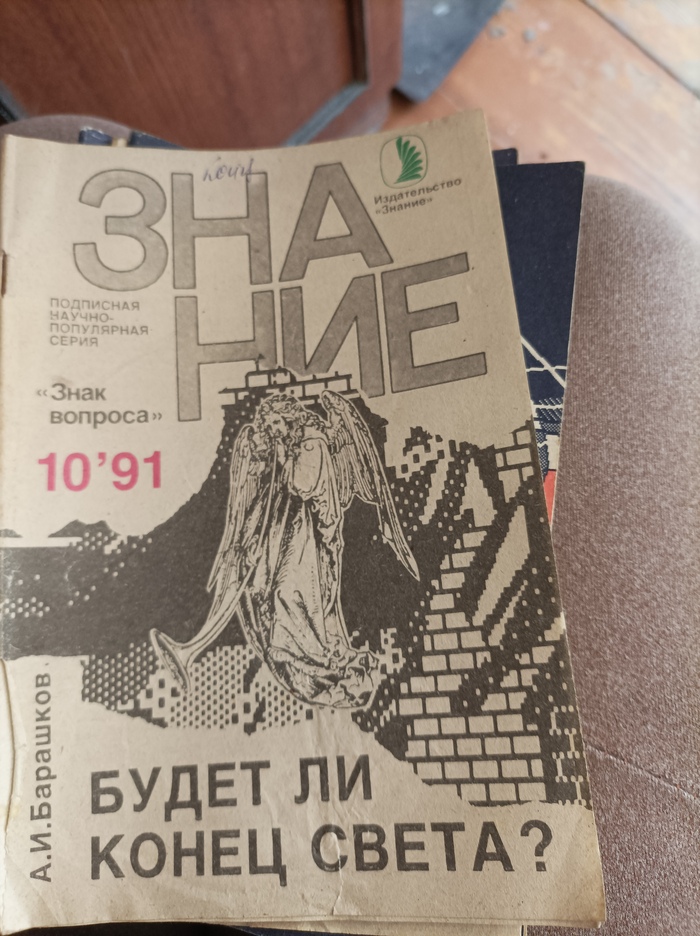 ЗНА
НИЕ
Издательство
«Знание»
ПОДПИСНАЯ
НАУЧНО-
ПОПУЛЯРНАЯ
СЕРИЯ
«Знак
вопроса»
10'91
А.И.Барашков
БУДЕТ ЛИ
КОНЕЦ СВЕТА?